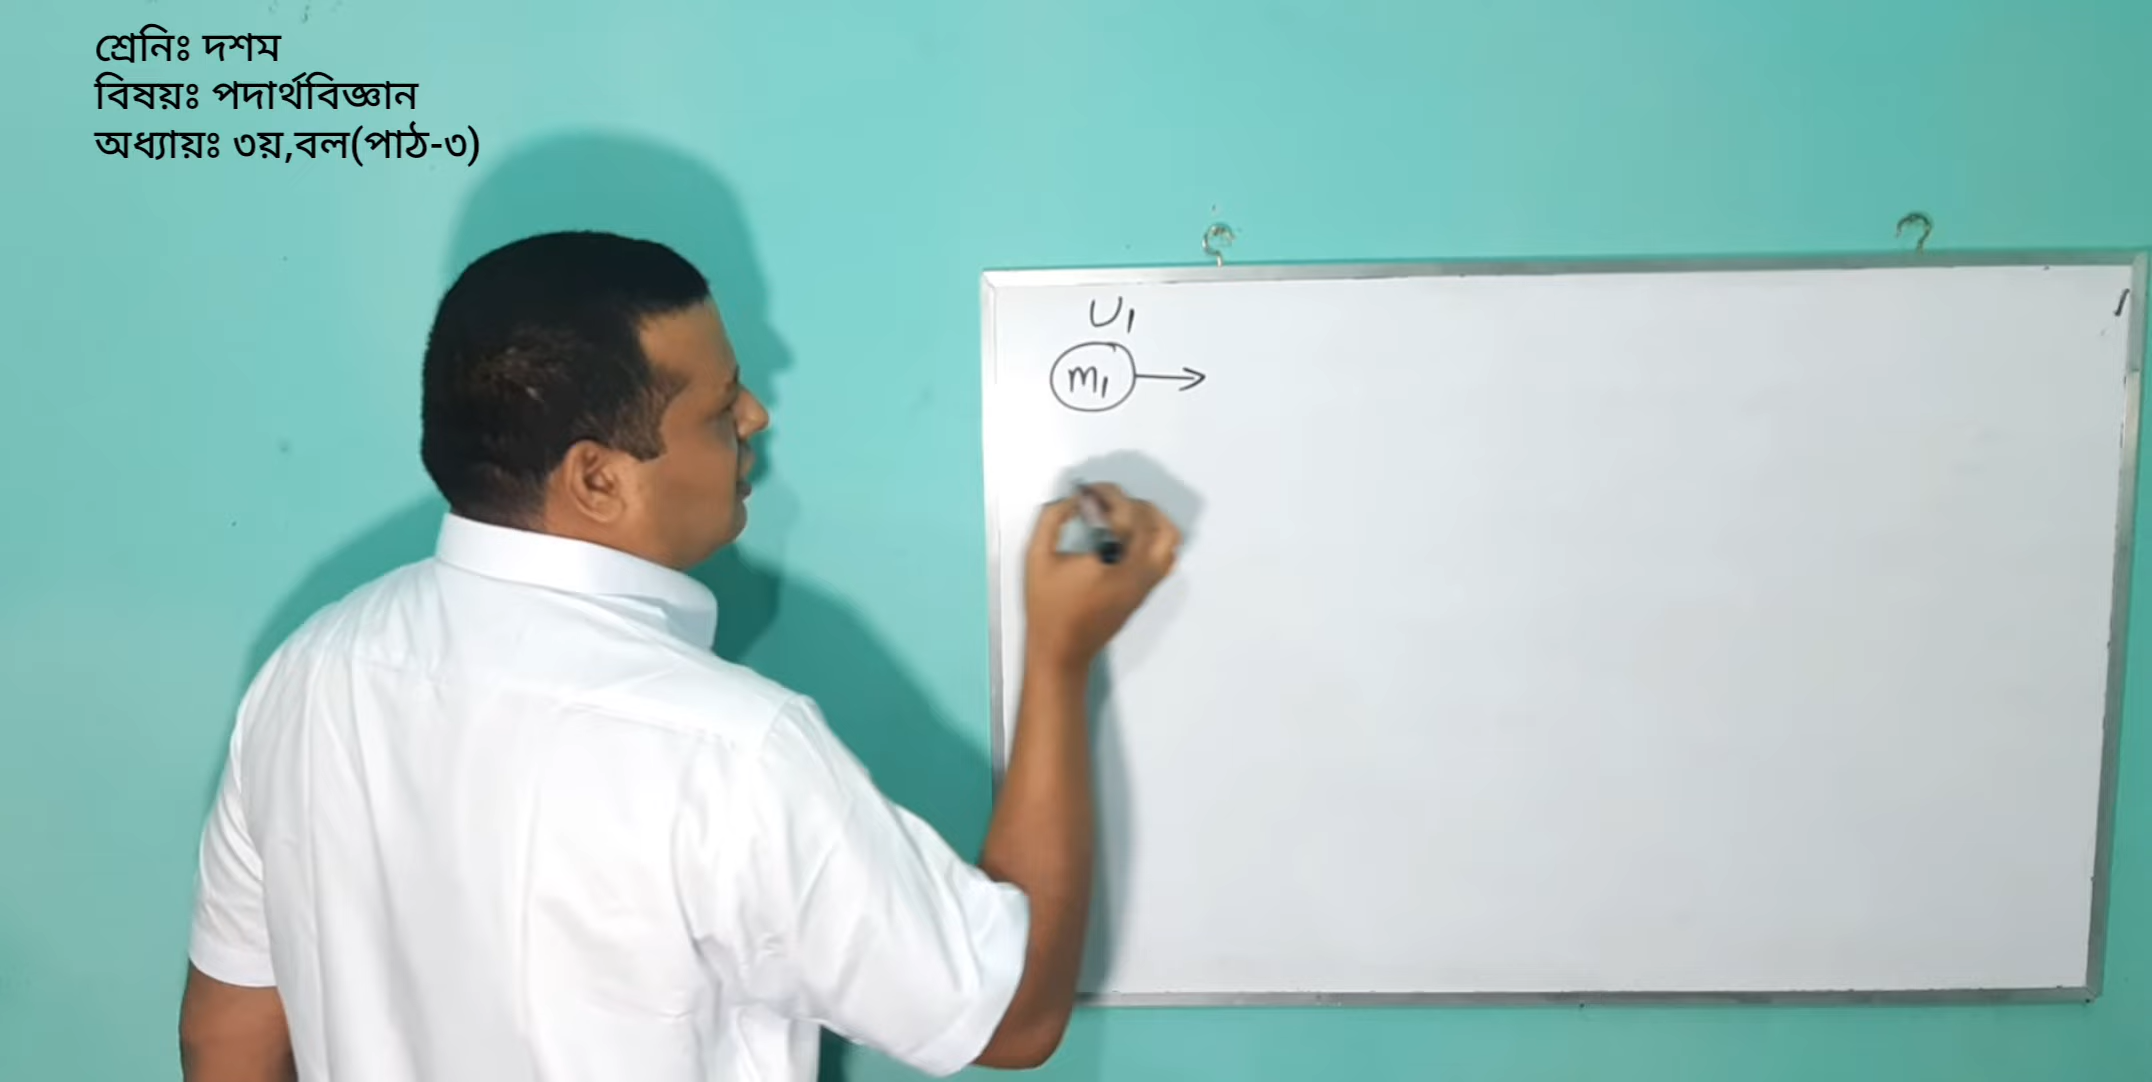 শ্রেনিঃ দশম
বিষয়ঃ পদার্থবিজ্ঞান
অধ্যায়ঃ ৩য়,বল(পাঠ-৩)
U₁
m₁